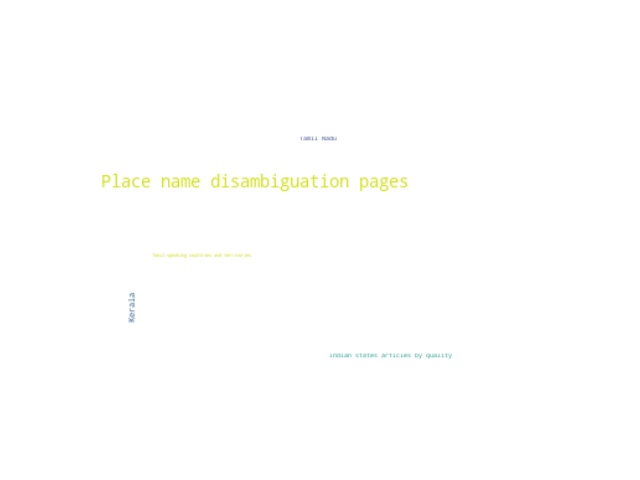 Tamil Nadu
Place name disambiguation pages
Tamil-speaking countries and territories
Kerala
Indian states articles by quality